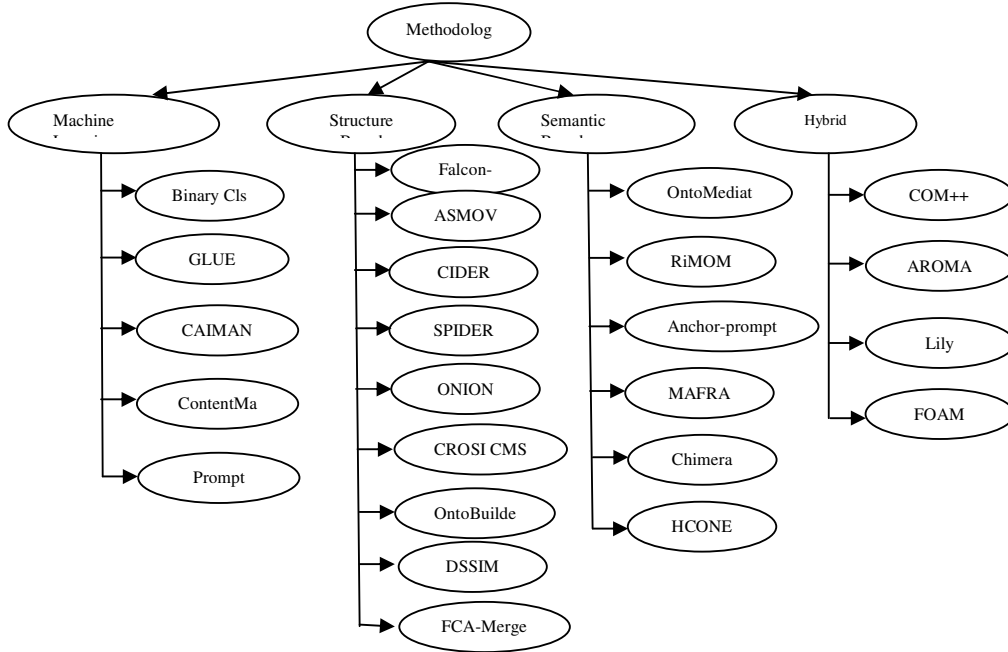 Methodolog
Machine
Structure
Semantic
Hybrid
Binary Cls
GLUE
CAIMAN
ContentMa
Prompt
Falcon-
ASMOV
CIDER
SPIDER
ONION
CROSI CMS
OntoBuilde
DSSIM
FCA-Merge
OntoMediat
RiMOM
Anchor-prompt
MAFRA
Chimera
HCONE
COM++
AROMA
Lily
FOAM